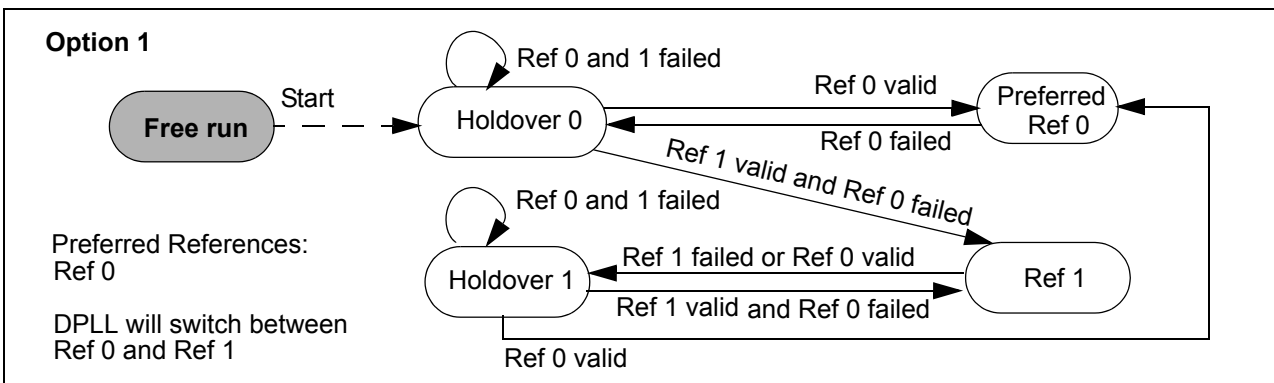 Option 1
Ref 0 and 1 failed
Start
Free run
Holdover 0
Ref 0 valid
Ref 0 failed
Preferred
Ref 0
Ref 1 valid and Ref 0 failed
Ref 0 and 1 failed
Preferred References:
Ref 0
Holdover 1
Ref 1 failed or Ref 0 valid
Ref 1 valid and Ref 0 failed
Ref 1
DPLL will switch between
Ref 0 and Ref 1
Ref 0 valid